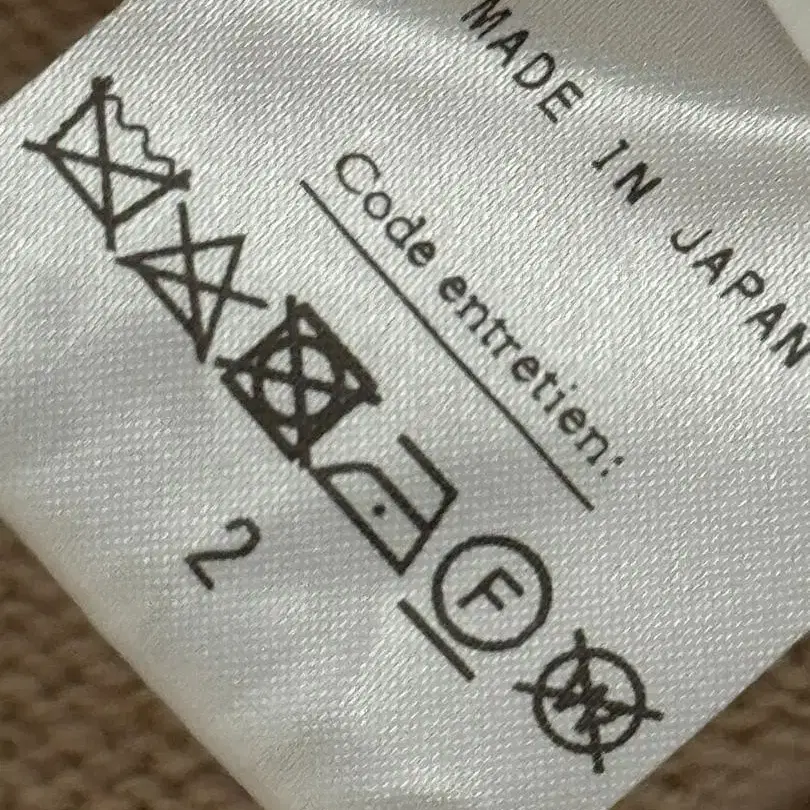 MADE IN JAPAN
Code entretien:
F W
2